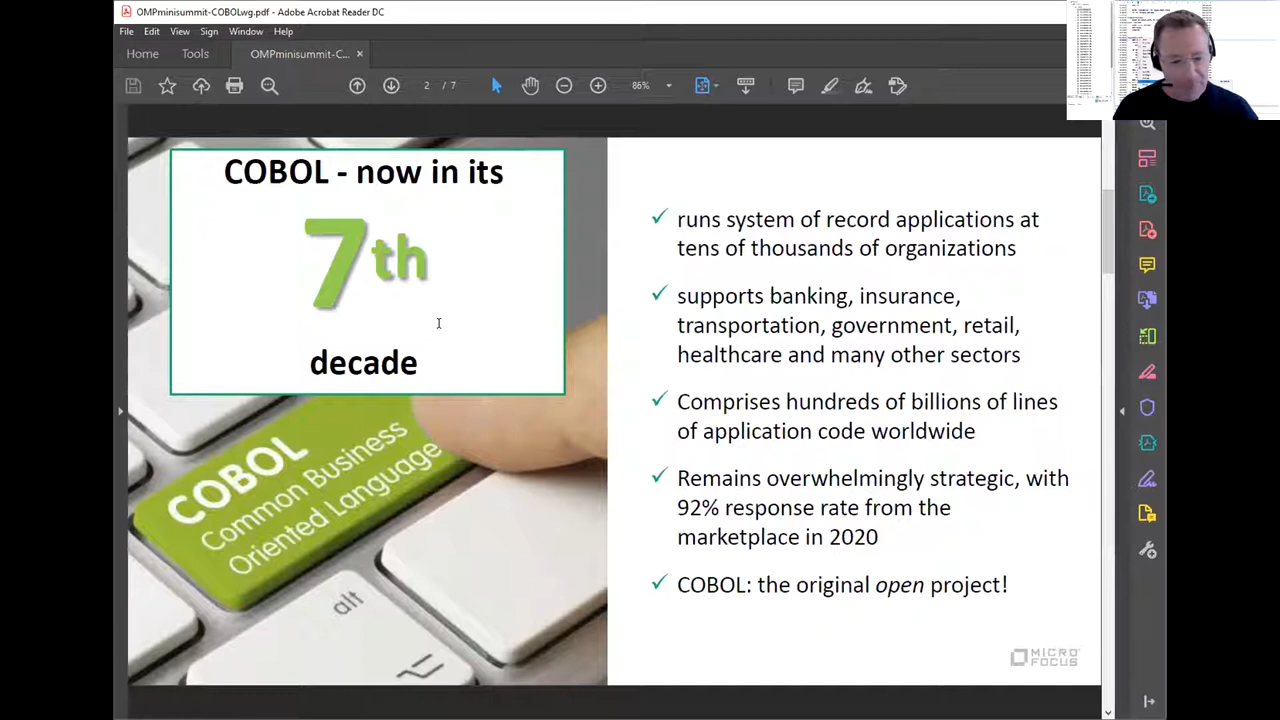 OMPminisummit-COBOLwg.pdf - Adobe Acrobat Reader DC
File Edit View Sign Window Help
Home Tools OMPminisummit-C... ×
86%
COBOL - now in its
7th
decade
COBOL
Common Business
Oriented Language
alt
runs system of record applications at
tens of thousands of organizations
supports banking, insurance,
transportation, government, retail,
healthcare and many other sectors
Comprises hundreds of billions of lines
of application code worldwide
Remains overwhelmingly strategic, with
92% response rate from the
marketplace in 2020
COBOL: the original open project!
MICRO
FOCUS